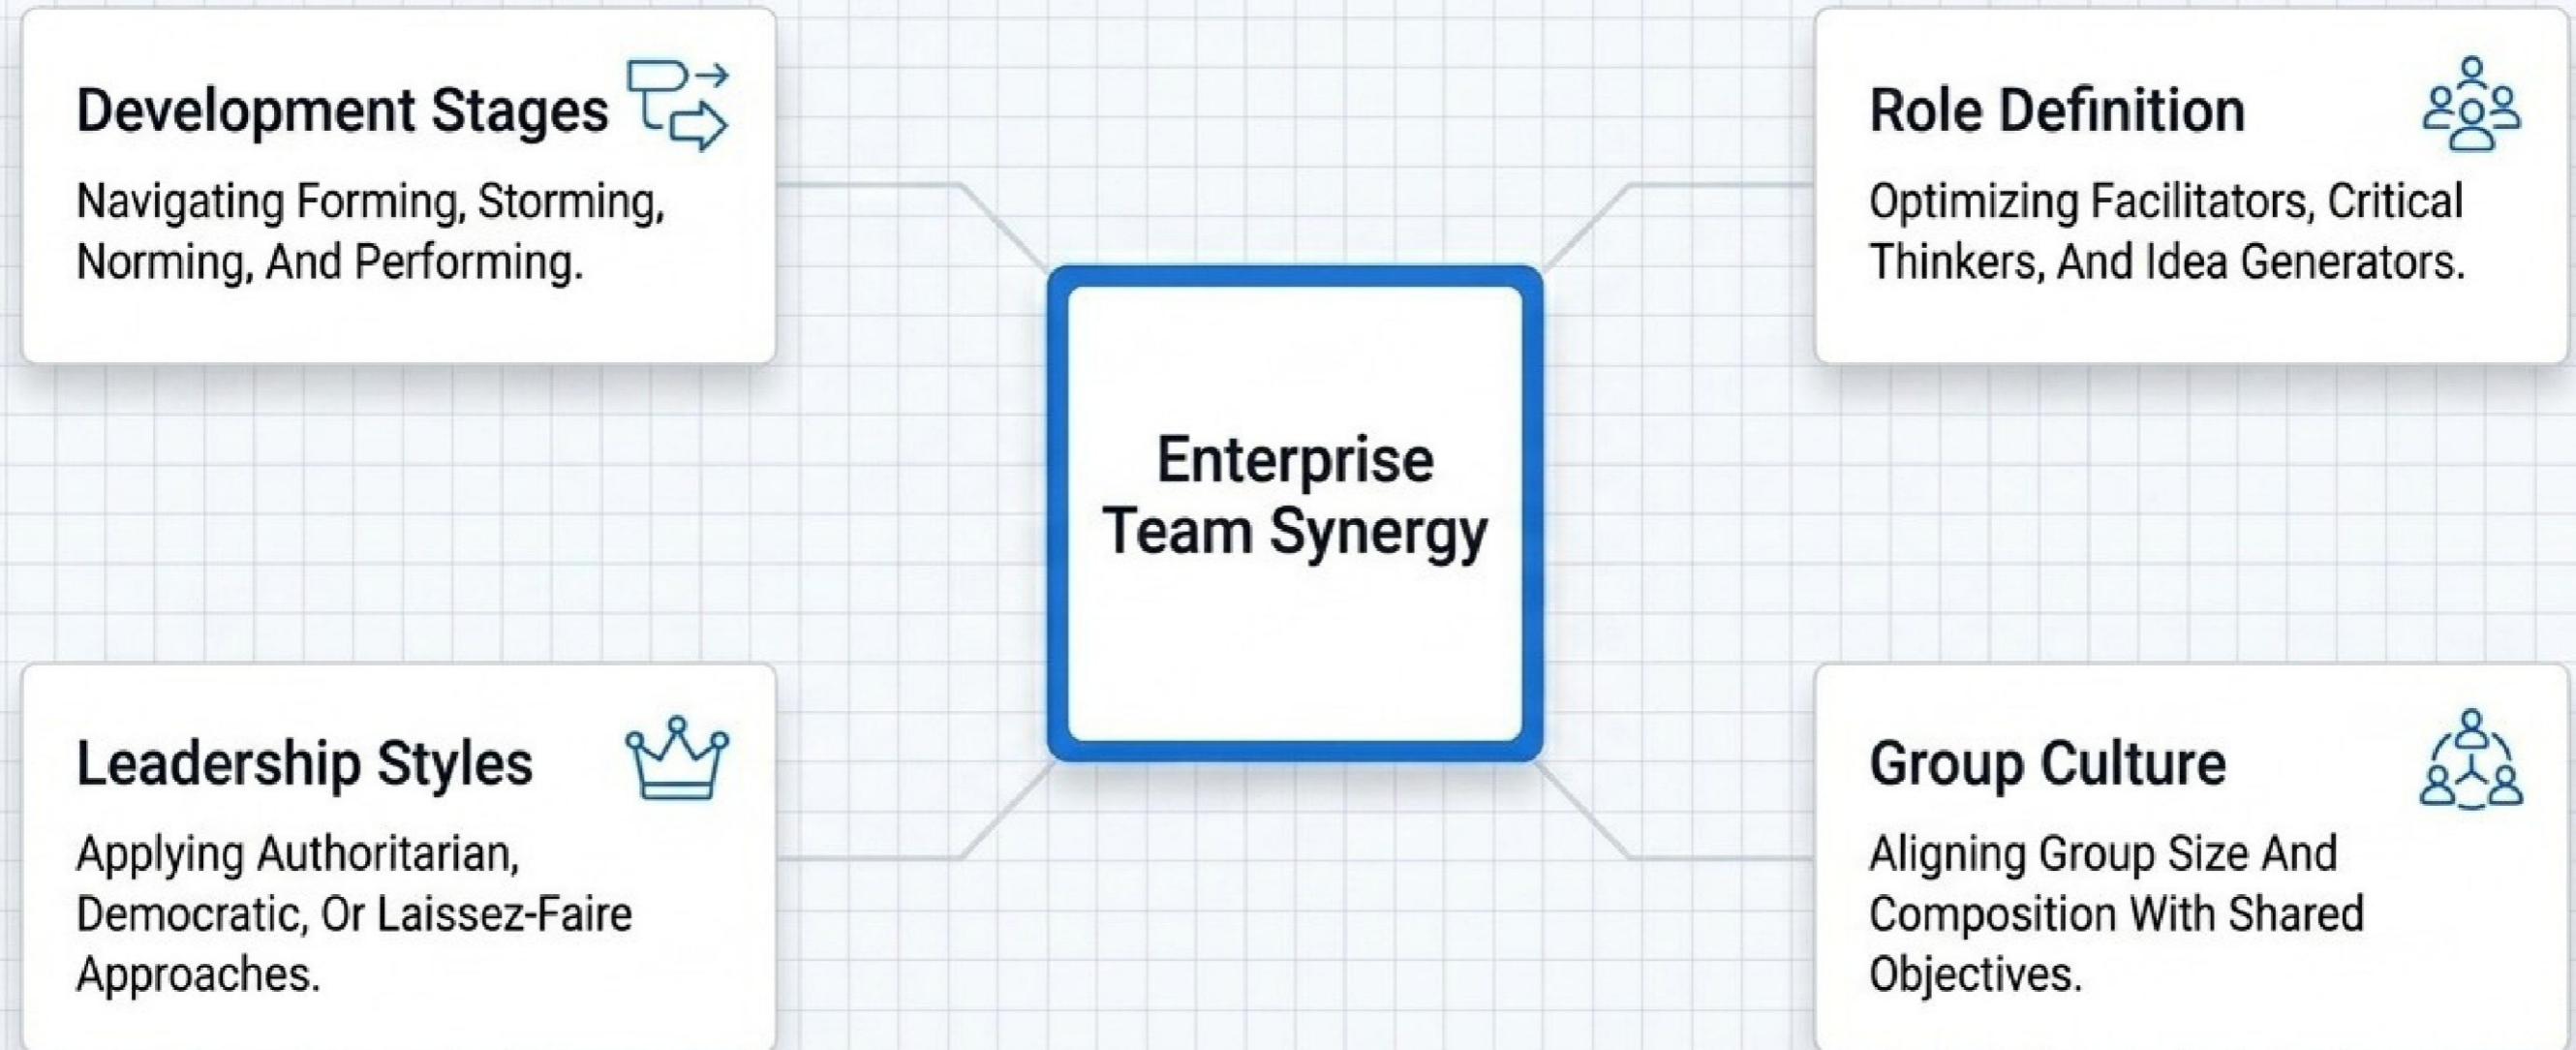 Development Stages
Navigating Forming, Storming,
Norming, And Performing.
Role Definition
Optimizing Facilitators, Critical
Thinkers, And Idea Generators.
Enterprise
Team Synergy
Leadership Styles
Applying Authoritarian,
Democratic, Or Laissez-Faire
Approaches.
Group Culture
Aligning Group Size And
Composition With Shared
Objectives.